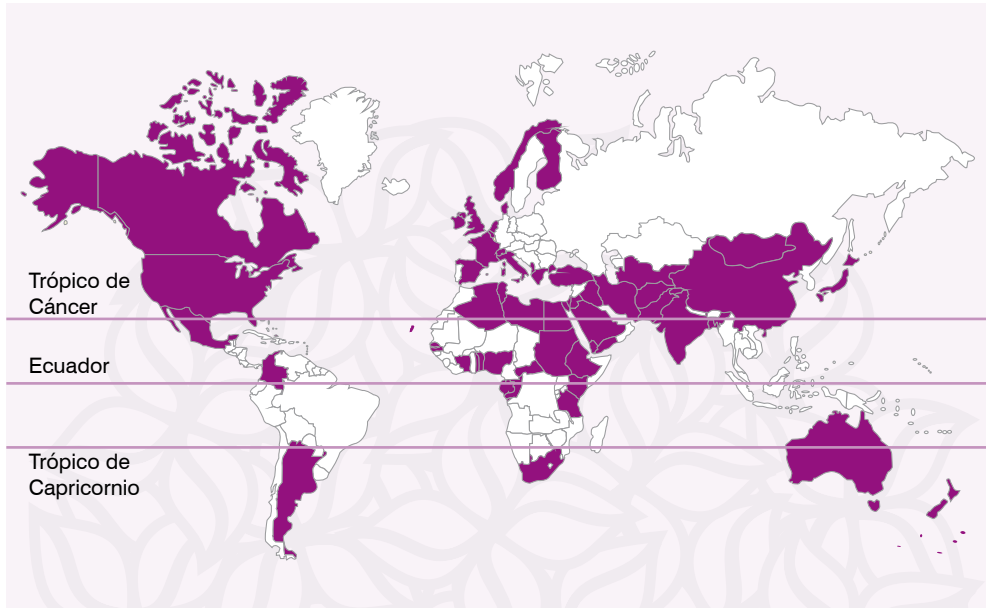 Trópico de
Cáncer
Ecuador
Trópico de
Capricornio